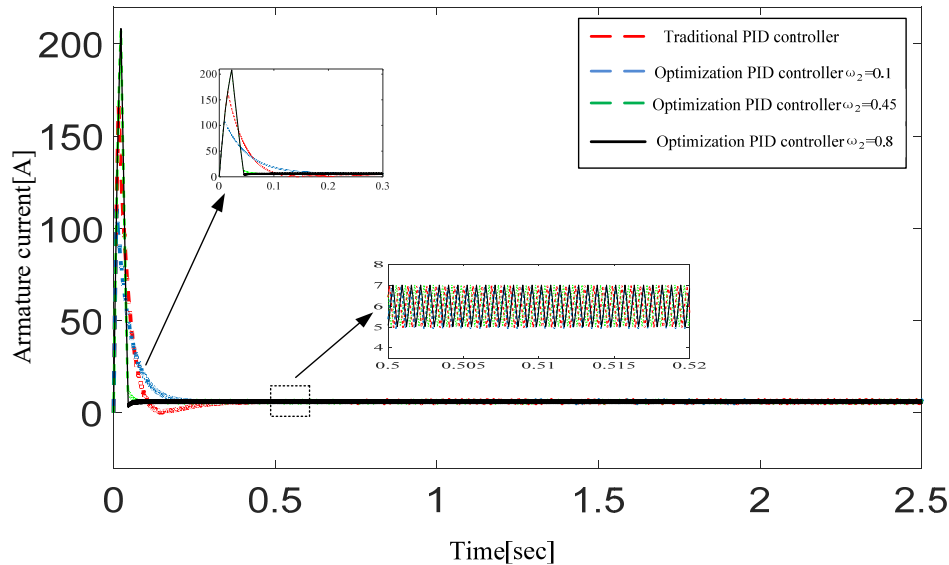 Traditional PID controller
Optimization PID controller ω₂=0.1
Optimization PID controller ω₂=0.45
Optimization PID controller ω₂=0.8
Armature current[A]
200
150
100
50
0
200
150
100
50
0
0 0.1 0.2 0.3
8
7
6
5
4
0.5 0.505 0.51 0.515 0.52
0 0.5 1 1.5 2 2.5
Time[sec]